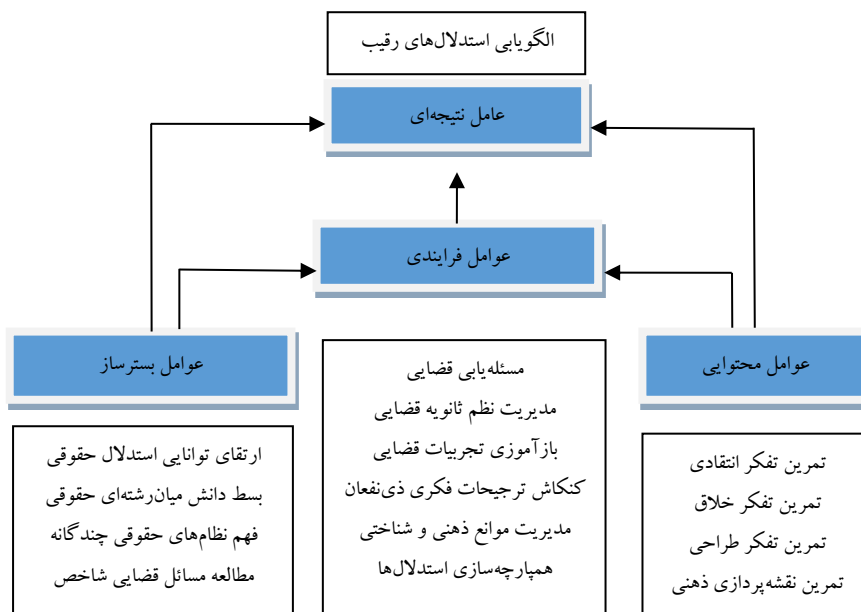 الگویابی استدلال‌های رقیب
عامل نتیجه‌ای
عوامل فرایندی
عوامل محتوایی
عوامل بسترساز
تمرین تفکر انتقادی
تمرین تفکر خلاق
تمرین تفکر طراحی
تمرین نقشه‌پردازی ذهنی
مسئله‌یابی قضایی
مدیریت نظم ثانویه قضایی
بازآموزی تجربیات قضایی
کنکاش ترجیحات فکری ذی‌نفعان
مدیریت موانع ذهنی و شناختی
همپارچه‌سازی استدلال‌ها
ارتقای توانایی استدلال حقوقی
بسط دانش میان‌رشته‌ای حقوقی
فهم نظام‌های حقوقی چندگانه
مطالعه مسائل قضایی شاخص